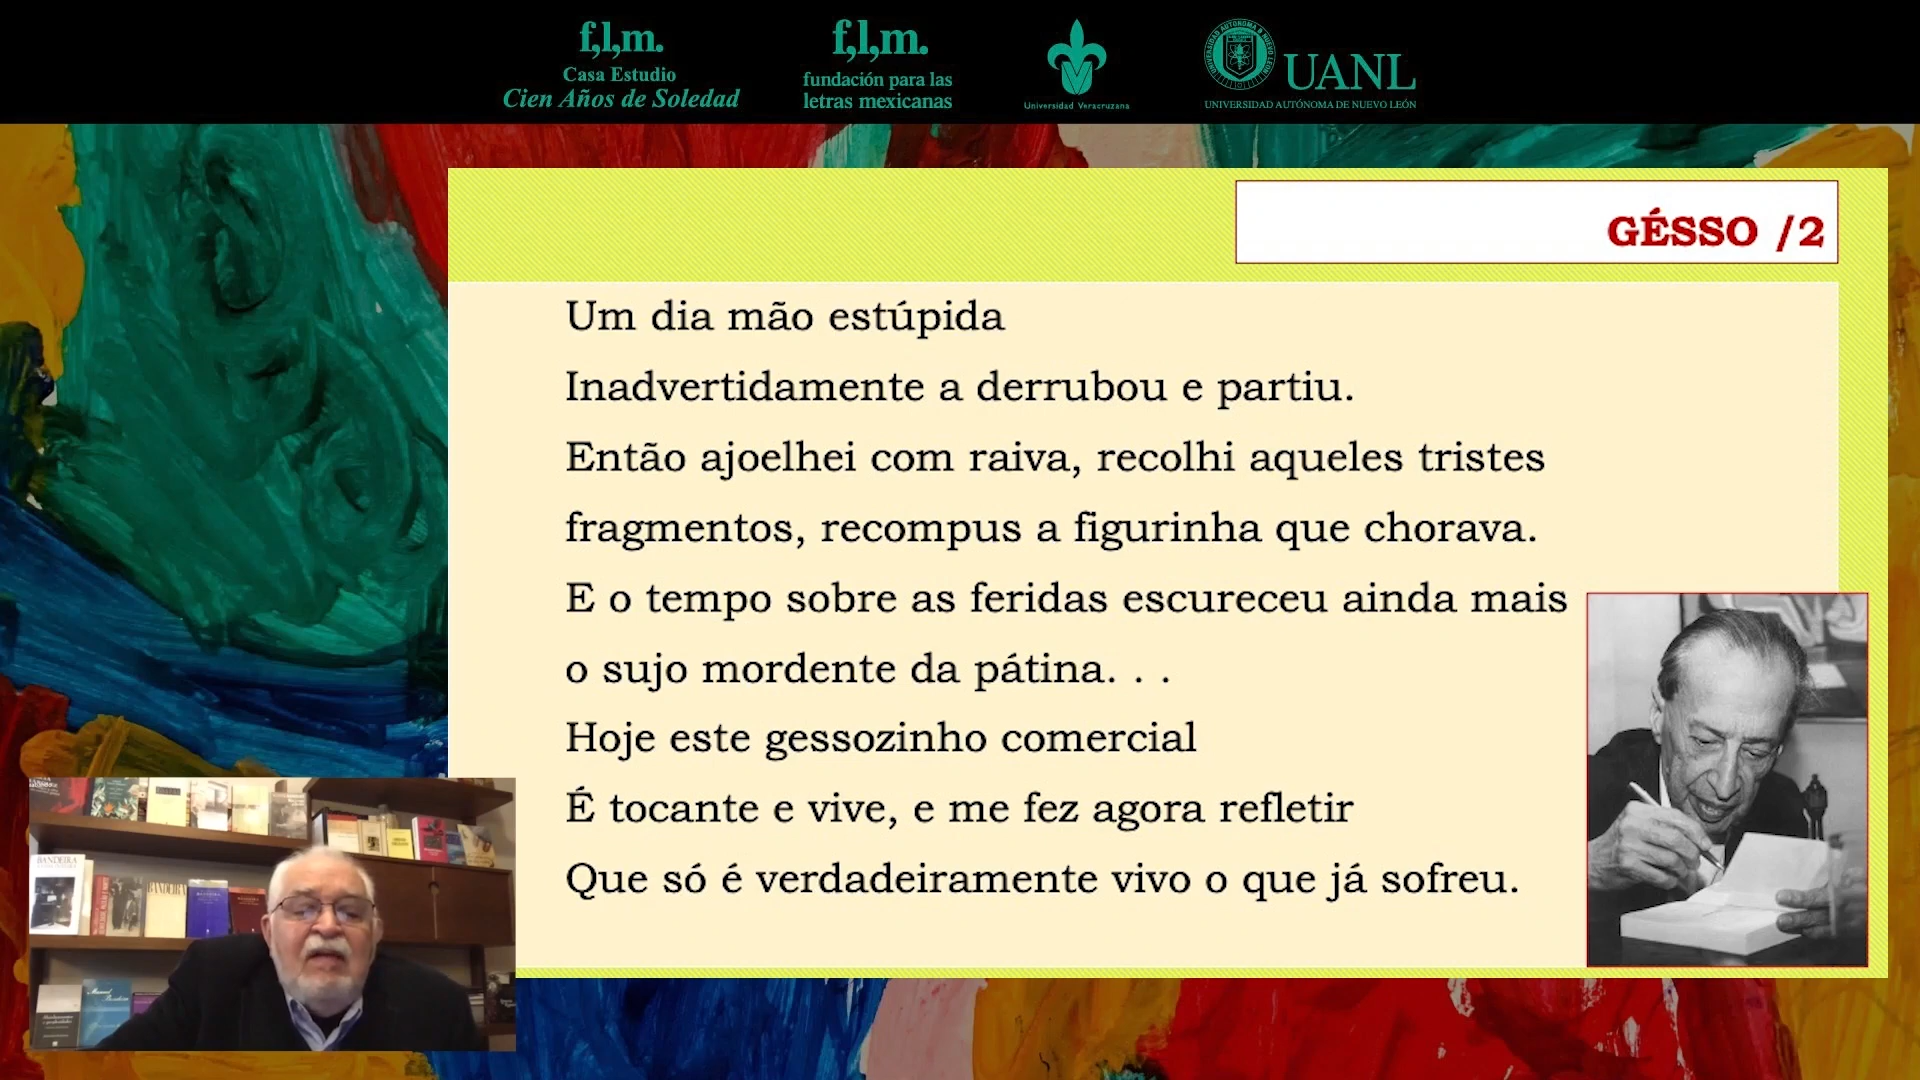 f,l,m.
Casa Estudio
Cien Años de Soledad
f,l,m.
fundación para las
letras mexicanas
Universidad Veracruzana
UANL
UNIVERSIDAD AUTÓNOMA DE NUEVO LEÓN
GÉSSO /2
Um dia mão estúpida
Inadvertidamente a derrubou e partiu.
Então ajoelhei com raiva, recolhi aqueles tristes
fragmentos, recompus a figurinha que chorava.
E o tempo sobre as feridas escureceu ainda mais
o sujo mordente da pátina. . .
Hoje este gessozinho comercial
É tocante e vive, e me fez agora refletir
Que só é verdadeiramente vivo o que já sofreu.
BANDEIRA
BANDEIRA
Manuel
Bandeira